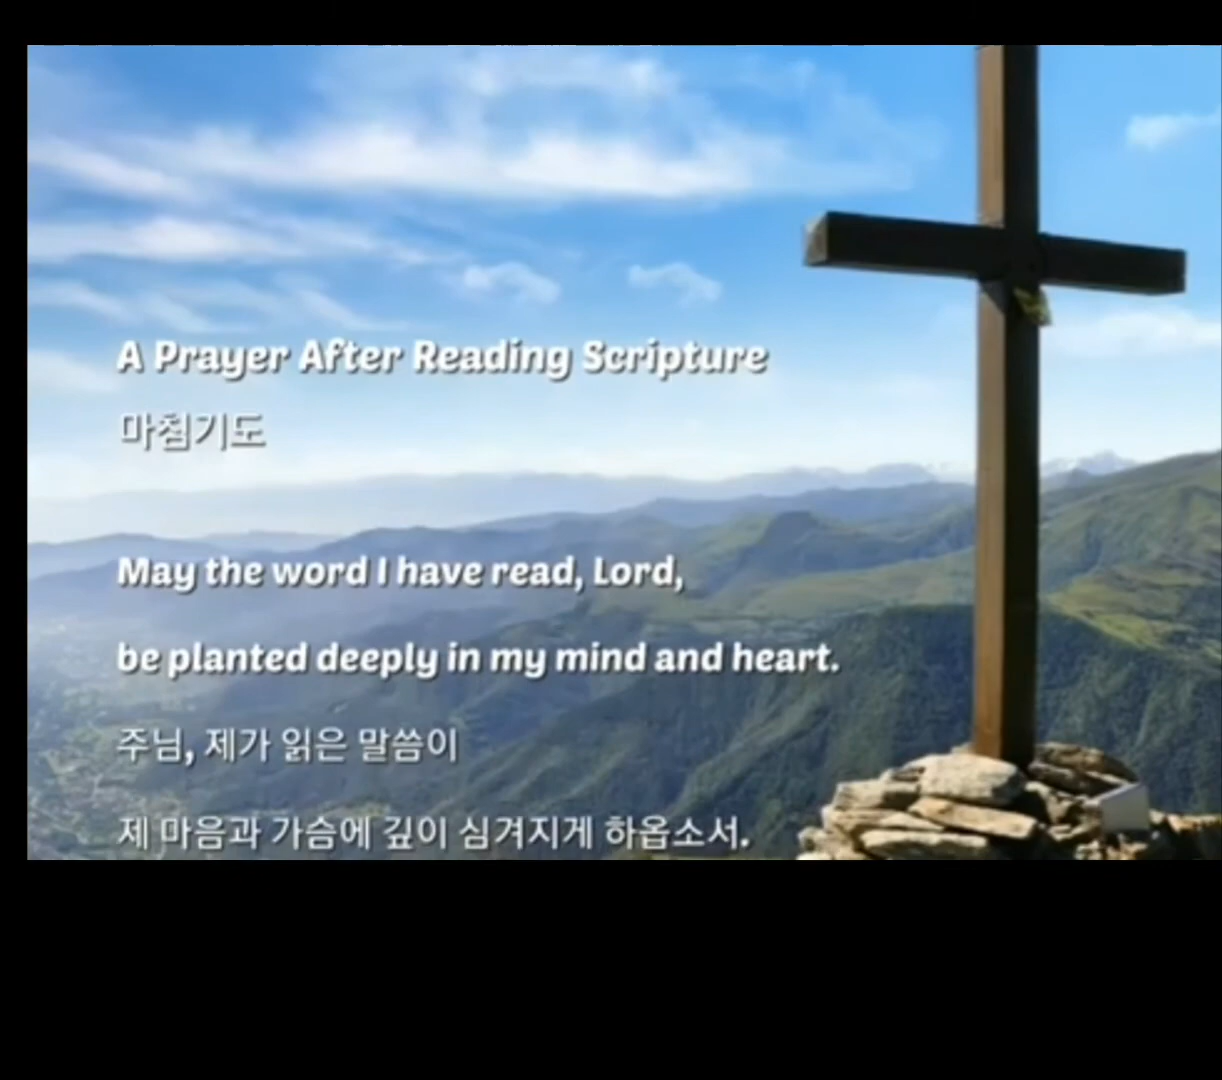 A Prayer After Reading Scripture
마침기도
May the word I have read, Lord,
be planted deeply in my mind and heart.
주님, 제가 읽은 말씀이
제 마음과 가슴에 깊이 심겨지게 하옵소서.